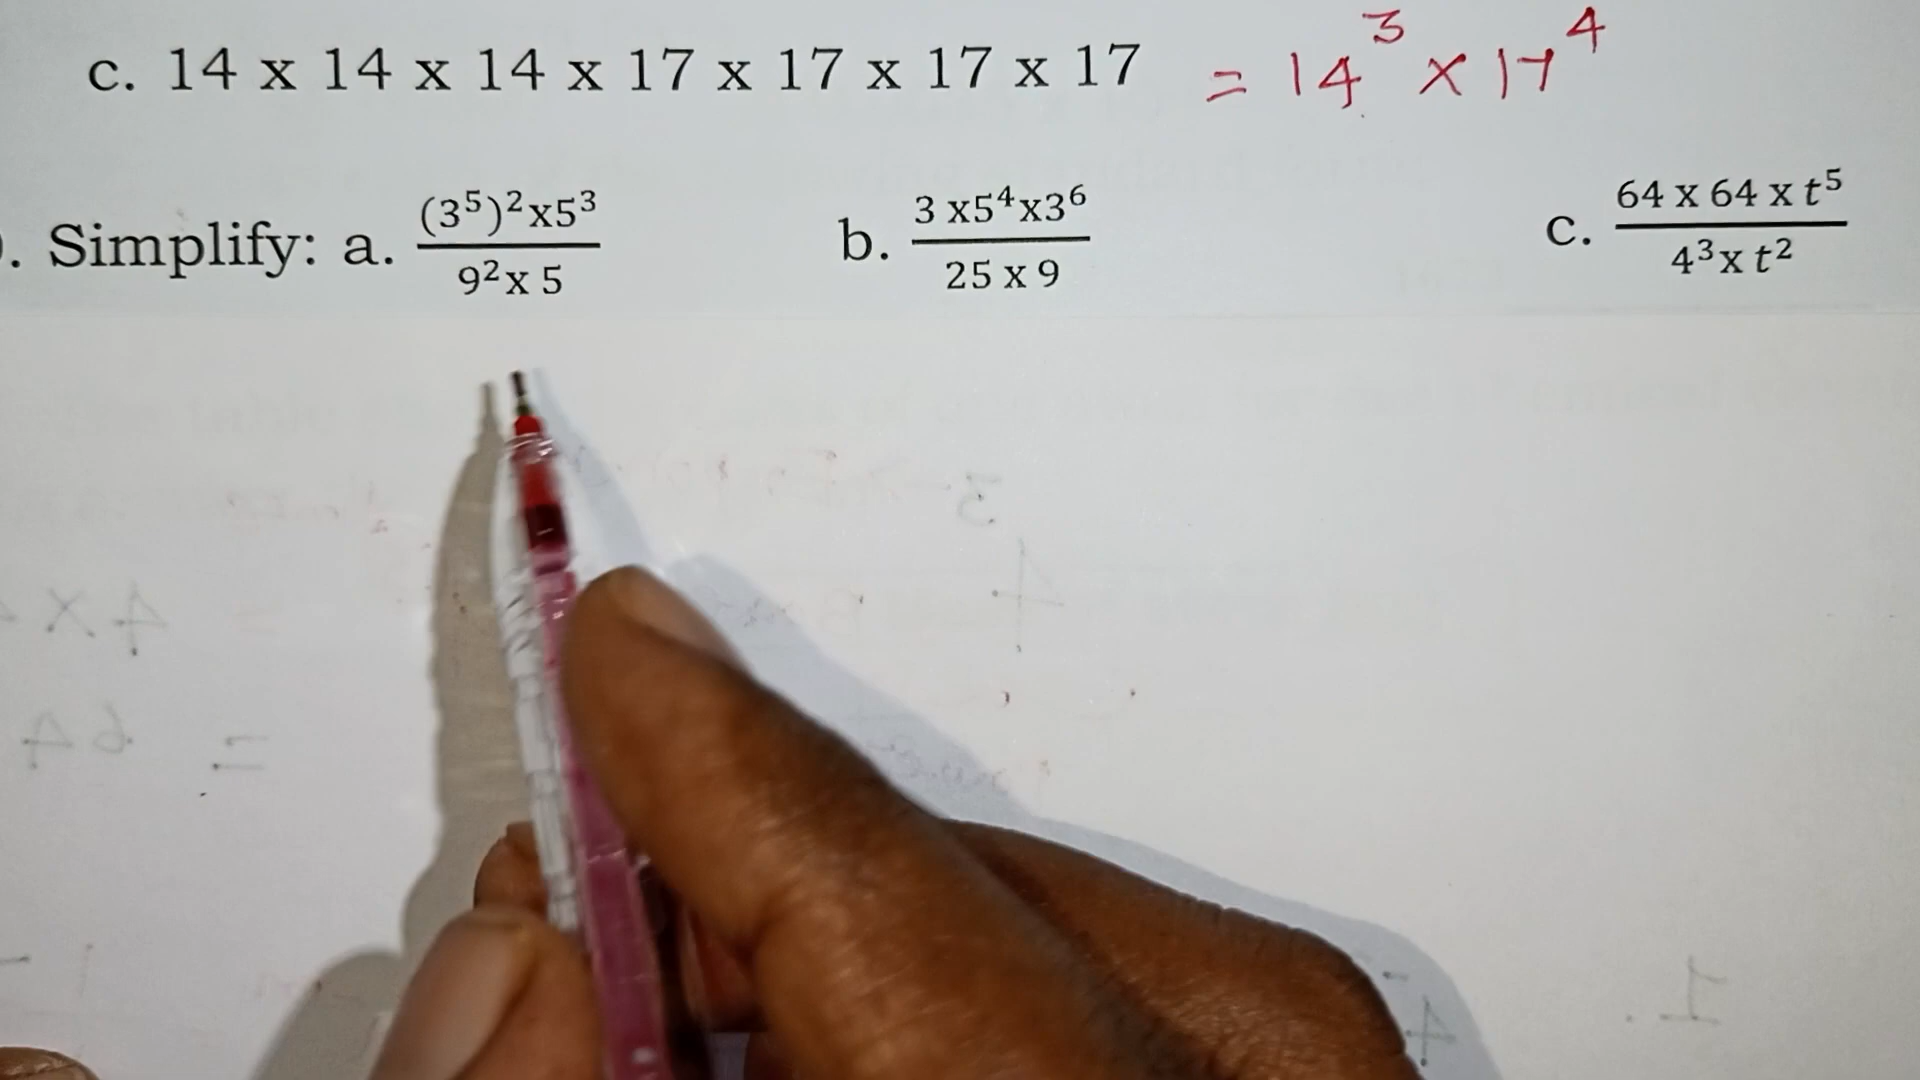 c. 14 x 14 x 14 x 17 x 17 x 17 x 17 = 14³ × 17⁴
. Simplify: a. (3⁵)²x5³ / 9²x 5 b. 3 x5⁴x3⁶ / 25 x 9 c. 64 x 64 x t⁵ / 4³x t²